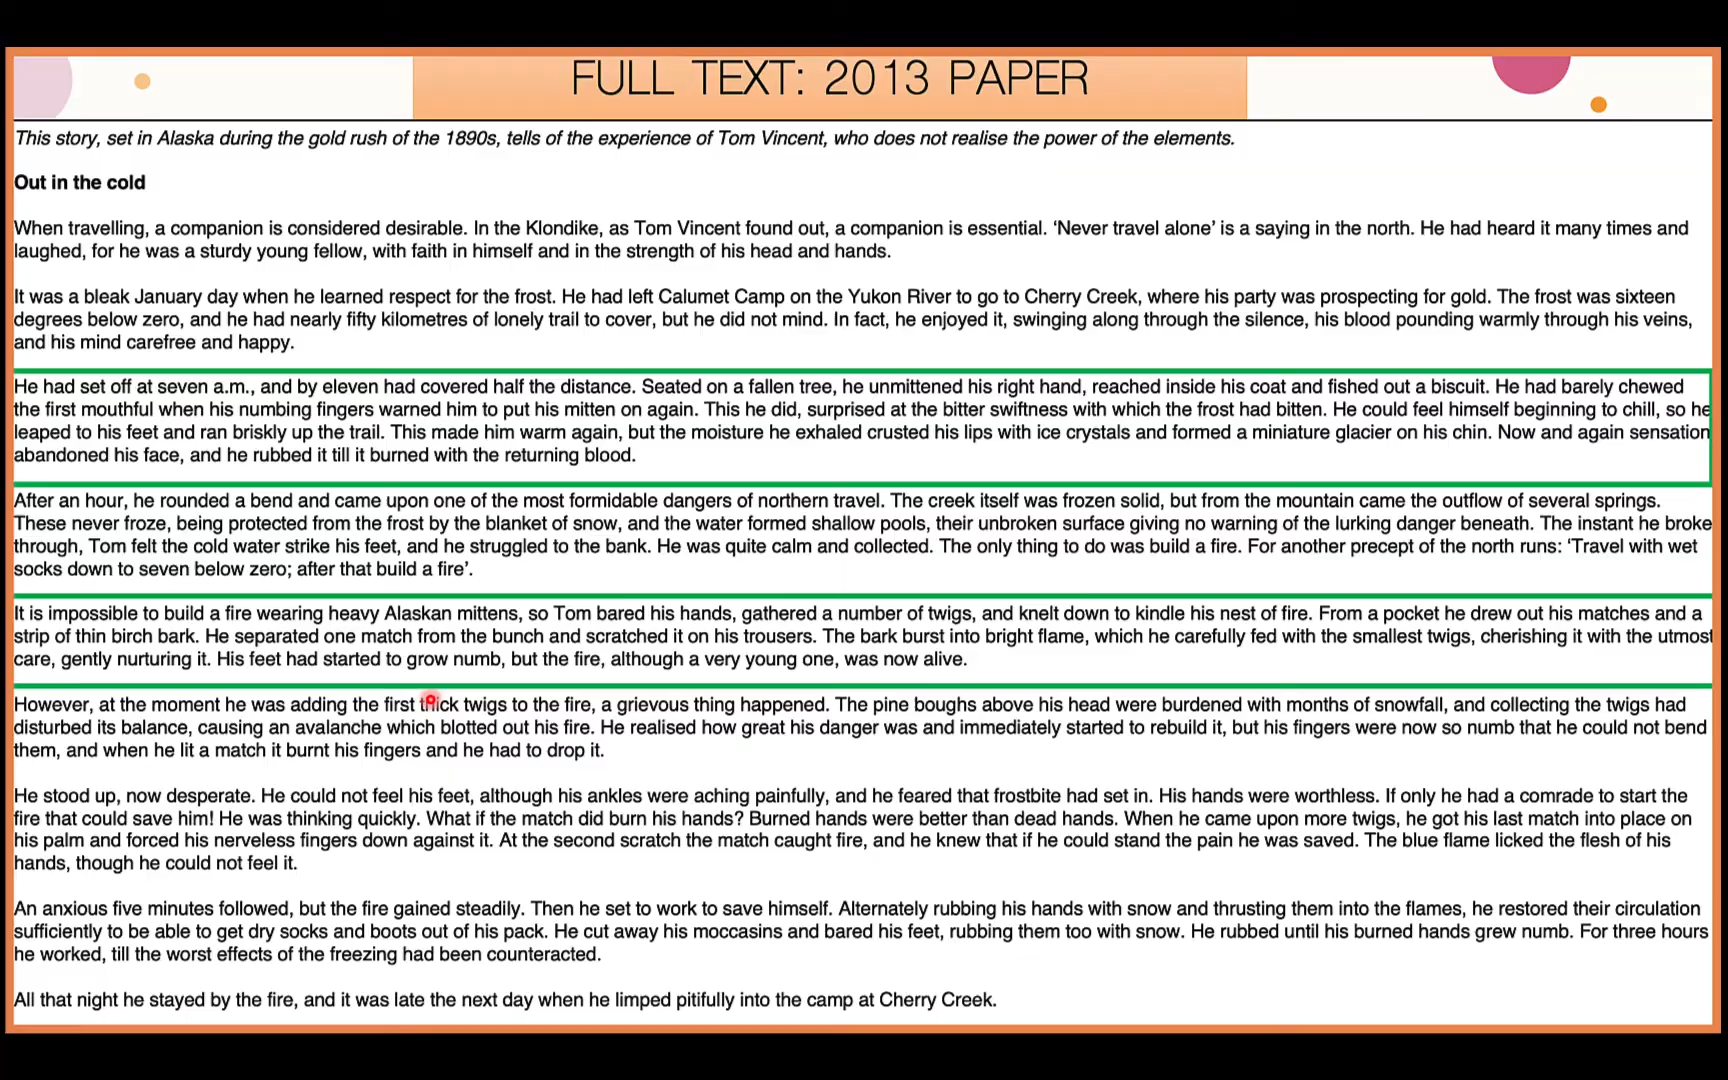 FULL TEXT: 2013 PAPER
This story, set in Alaska during the gold rush of the 1890s, tells of the experience of Tom Vincent, who does not realise the power of the elements.
Out in the cold
When travelling, a companion is considered desirable. In the Klondike, as Tom Vincent found out, a companion is essential. ‘Never travel alone’ is a saying in the north. He had heard it many times and
laughed, for he was a sturdy young fellow, with faith in himself and in the strength of his head and hands.
It was a bleak January day when he learned respect for the frost. He had left Calumet Camp on the Yukon River to go to Cherry Creek, where his party was prospecting for gold. The frost was sixteen
degrees below zero, and he had nearly fifty kilometres of lonely trail to cover, but he did not mind. In fact, he enjoyed it, swinging along through the silence, his blood pounding warmly through his veins,
and his mind carefree and happy.
He had set off at seven a.m., and by eleven had covered half the distance. Seated on a fallen tree, he unmittened his right hand, reached inside his coat and fished out a biscuit. He had barely chewed
the first mouthful when his numbing fingers warned him to put his mitten on again. This he did, surprised at the bitter swiftness with which the frost had bitten. He could feel himself beginning to chill, so he
leaped to his feet and ran briskly up the trail. This made him warm again, but the moisture he exhaled crusted his lips with ice crystals and formed a miniature glacier on his chin. Now and again sensation
abandoned his face, and he rubbed it till it burned with the returning blood.
After an hour, he rounded a bend and came upon one of the most formidable dangers of northern travel. The creek itself was frozen solid, but from the mountain came the outflow of several springs.
These never froze, being protected from the frost by the blanket of snow, and the water formed shallow pools, their unbroken surface giving no warning of the lurking danger beneath. The instant he broke
through, Tom felt the cold water strike his feet, and he struggled to the bank. He was quite calm and collected. The only thing to do was build a fire. For another precept of the north runs: ‘Travel with wet
socks down to seven below zero; after that build a fire’.
It is impossible to build a fire wearing heavy Alaskan mittens, so Tom bared his hands, gathered a number of twigs, and knelt down to kindle his nest of fire. From a pocket he drew out his matches and a
strip of thin birch bark. He separated one match from the bunch and scratched it on his trousers. The bark burst into bright flame, which he carefully fed with the smallest twigs, cherishing it with the utmost
care, gently nurturing it. His feet had started to grow numb, but the fire, although a very young one, was now alive.
However, at the moment he was adding the first thick twigs to the fire, a grievous thing happened. The pine boughs above his head were burdened with months of snowfall, and collecting the twigs had
disturbed its balance, causing an avalanche which blotted out his fire. He realised how great his danger was and immediately started to rebuild it, but his fingers were now so numb that he could not bend
them, and when he lit a match it burnt his fingers and he had to drop it.
He stood up, now desperate. He could not feel his feet, although his ankles were aching painfully, and he feared that frostbite had set in. His hands were worthless. If only he had a comrade to start the
fire that could save him! He was thinking quickly. What if the match did burn his hands? Burned hands were better than dead hands. When he came upon more twigs, he got his last match into place on
his palm and forced his nerveless fingers down against it. At the second scratch the match caught fire, and he knew that if he could stand the pain he was saved. The blue flame licked the flesh of his
hands, though he could not feel it.
An anxious five minutes followed, but the fire gained steadily. Then he set to work to save himself. Alternately rubbing his hands with snow and thrusting them into the flames, he restored their circulation
sufficiently to be able to get dry socks and boots out of his pack. He cut away his moccasins and bared his feet, rubbing them too with snow. He rubbed until his burned hands grew numb. For three hours
he worked, till the worst effects of the freezing had been counteracted.
All that night he stayed by the fire, and it was late the next day when he limped pitifully into the camp at Cherry Creek.